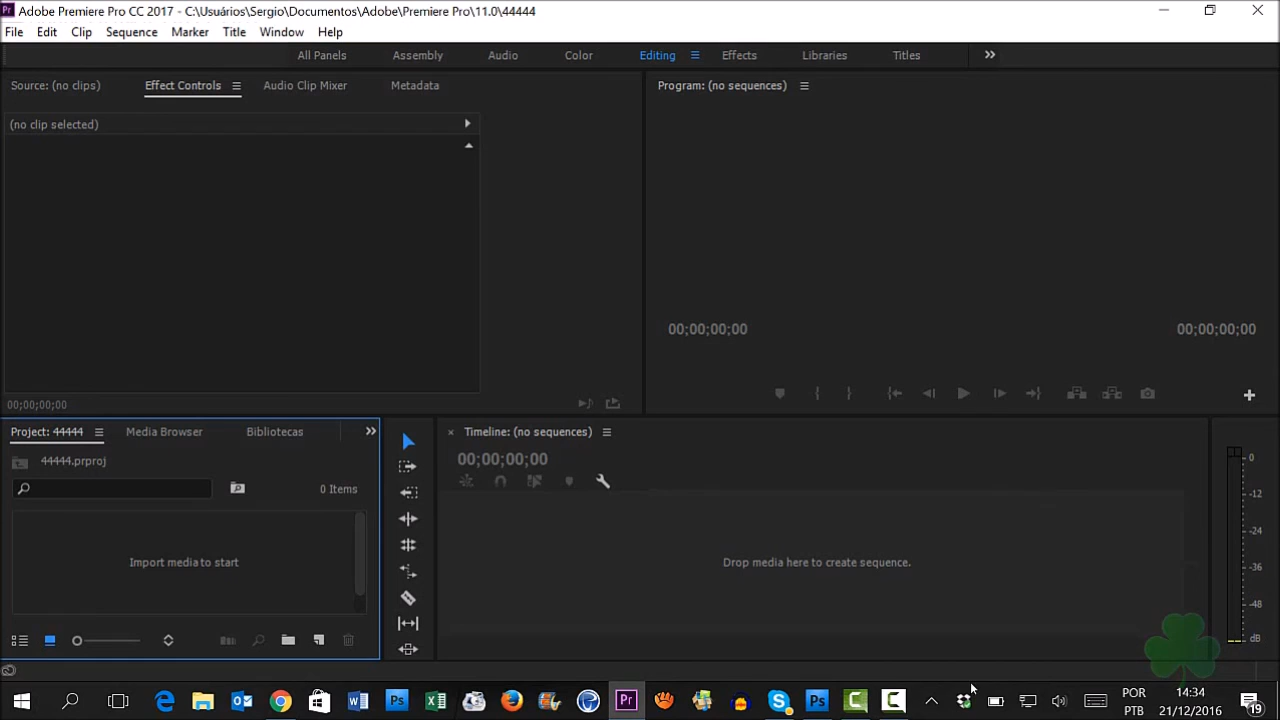 Adobe Premiere Pro CC 2017 - C:\Usuários\Sergio\Documentos\Adobe\Premiere Pro\11.0\44444
File Edit Clip Sequence Marker Title Window Help
All Panels Assembly Audio Color Editing Effects Libraries Titles
Source: (no clips) Effect Controls Audio Clip Mixer Metadata
Program: (no sequences)
(no clip selected)
00;00;00;00 00;00;00;00
00;00;00;00
Project: 44444 Media Browser Bibliotecas
Timeline: (no sequences)
44444.prproj
00;00;00;00
0 Items
Import media to start
Drop media here to create sequence.
0
-12
-24
-36
-48
dB
POR
PTB
14:34
21/12/2016
19